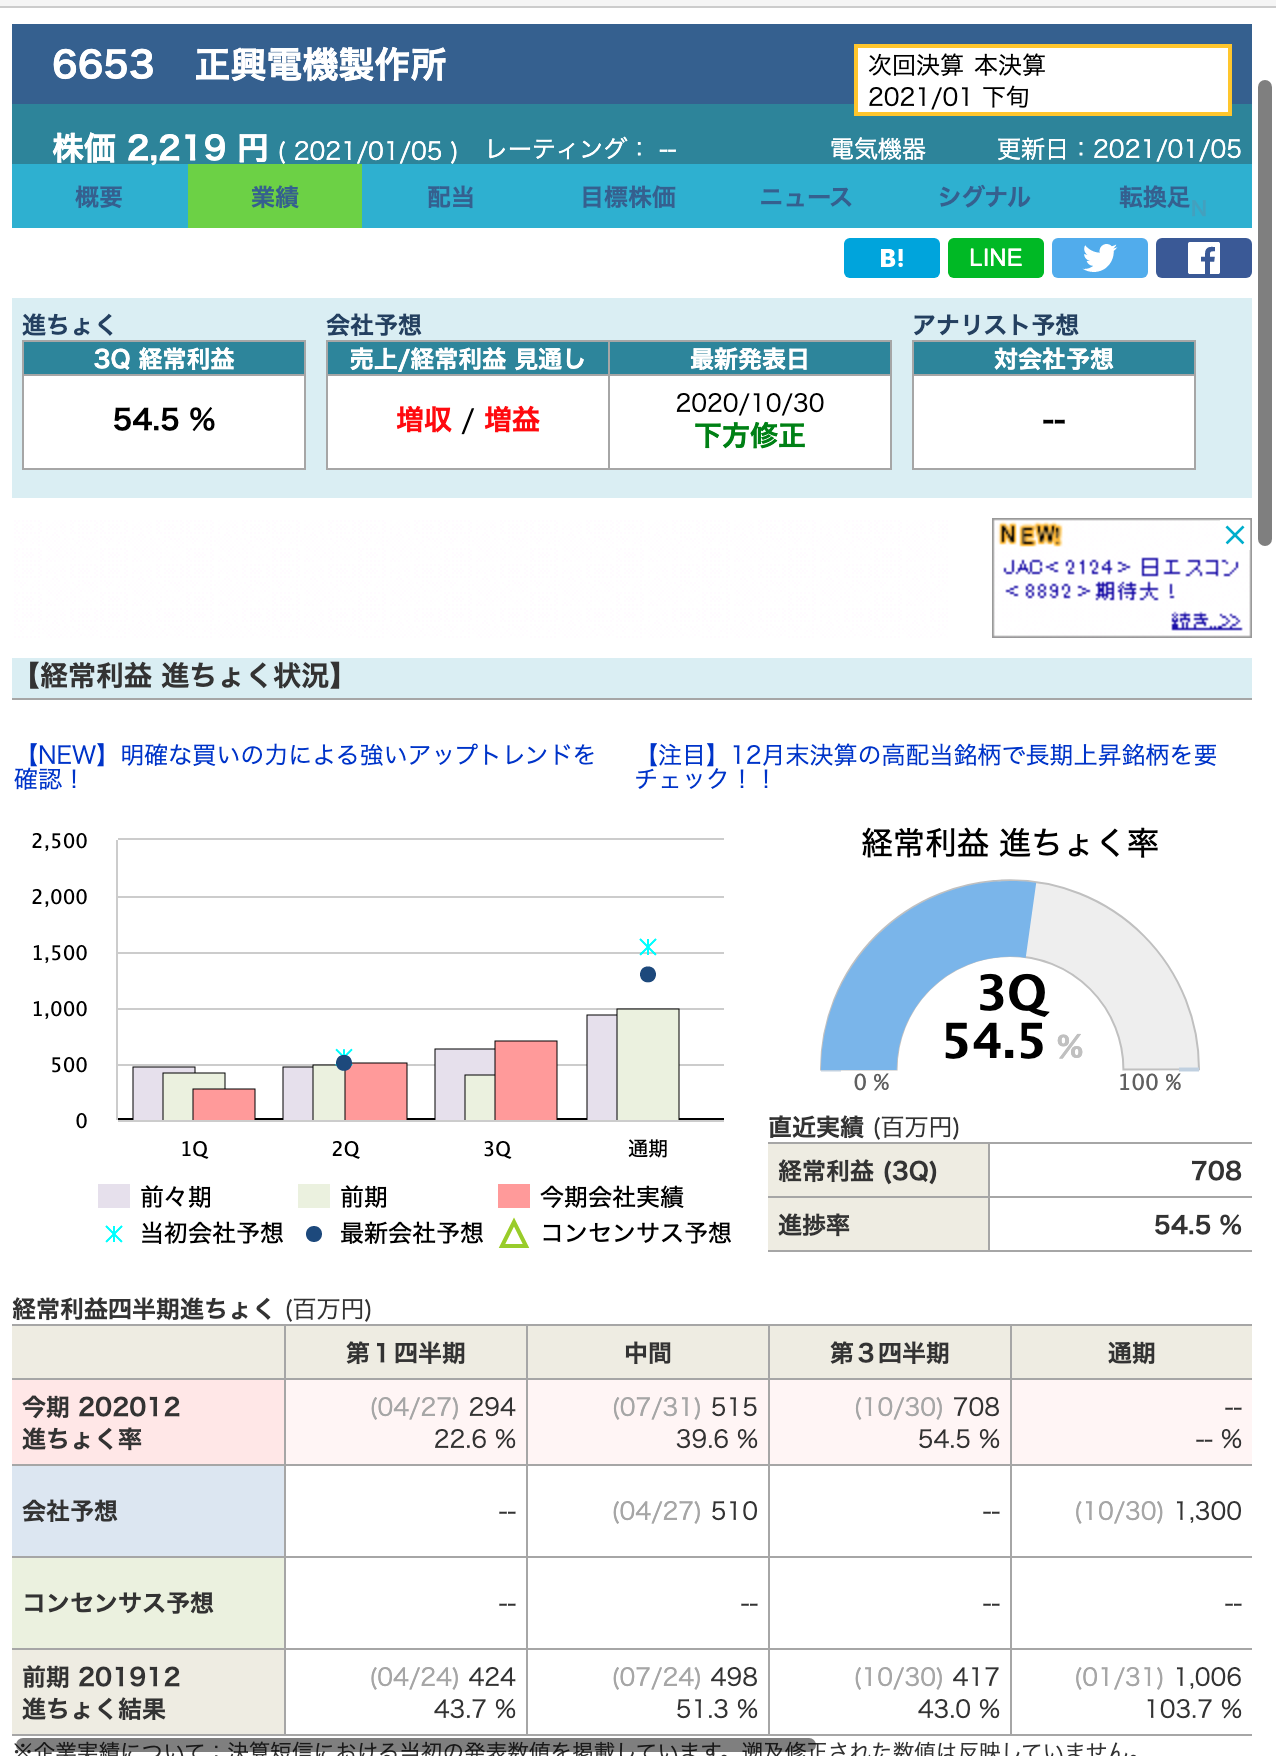 6653　正興電機製作所
次回決算 本決算
2021/01 下旬
株価 2,219 円 ( 2021/01/05 ) レーティング： -- 電気機器 更新日：2021/01/05
概要 業績 配当 目標株価 ニュース シグナル 転換足
B! LINE
進ちょく 会社予想 アナリスト予想
3Q 経常利益 売上/経常利益 見通し 最新発表日 対会社予想
54.5 % 増収 / 増益 2020/10/30 --
下方修正
NEW!
JAC<2124> 日エスコン
<8892>期待大！
続き..>>
【経常利益 進ちょく状況】
【NEW】明確な買いの力による強いアップトレンドを
確認！
【注目】12月末決算の高配当銘柄で長期上昇銘柄を要
チェック！！
2,500
2,000
1,500
1,000
500
0
1Q 2Q 3Q 通期
前々期 前期 今期会社実績
当初会社予想 最新会社予想 コンセンサス予想
経常利益 進ちょく率
3Q
54.5 %
0 % 100 %
直近実績 (百万円)
経常利益 (3Q) 708
進捗率 54.5 %
経常利益四半期進ちょく (百万円)
第１四半期 中間 第３四半期 通期
今期 202012 (04/27) 294 (07/31) 515 (10/30) 708 --
進ちょく率 22.6 % 39.6 % 54.5 % -- %
会社予想 -- (04/27) 510 -- (10/30) 1,300
コンセンサス予想 -- -- -- --
前期 201912 (04/24) 424 (07/24) 498 (10/30) 417 (01/31) 1,006
進ちょく結果 43.7 % 51.3 % 43.0 % 103.7 %
※企業実績について：決算短信における当初の発表数値を掲載しています。遡及修正された数値は反映していません。